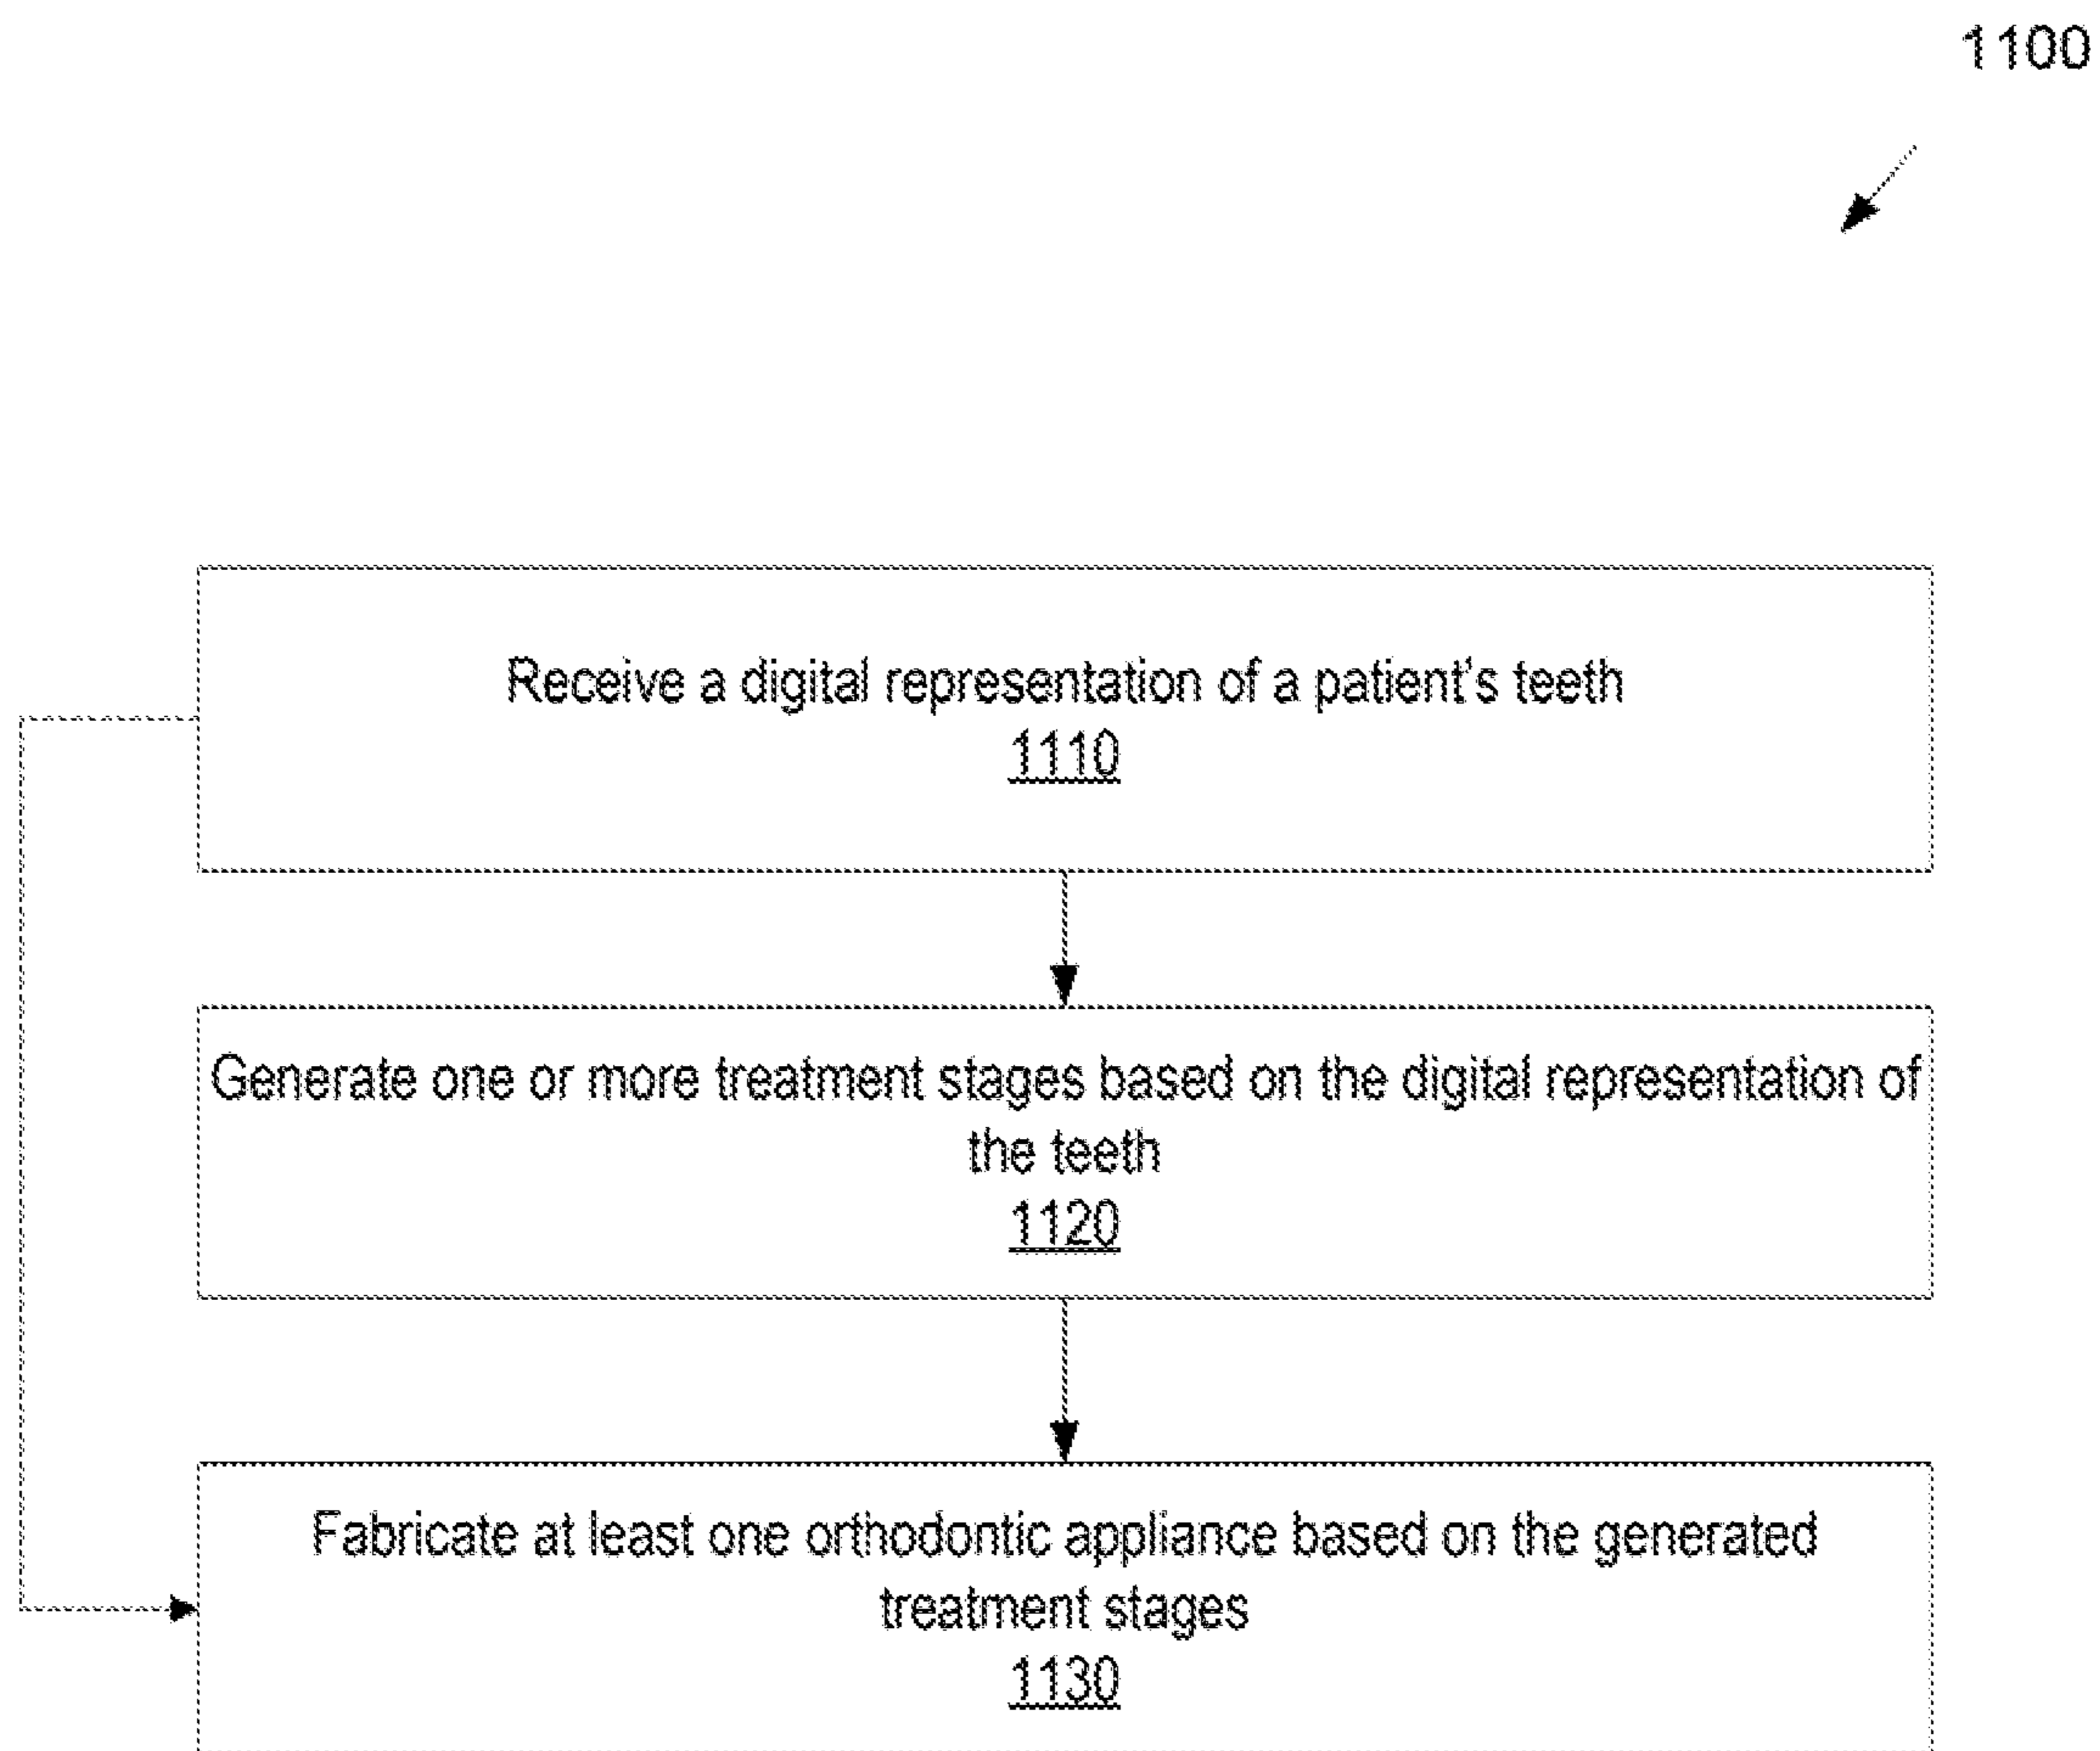 1100
Receive a digital representation of a patient's teeth
1110
Generate one or more treatment stages based on the digital representation of
the teeth
1120
Fabricate at least one orthodontic appliance based on the generated
treatment stages
1130